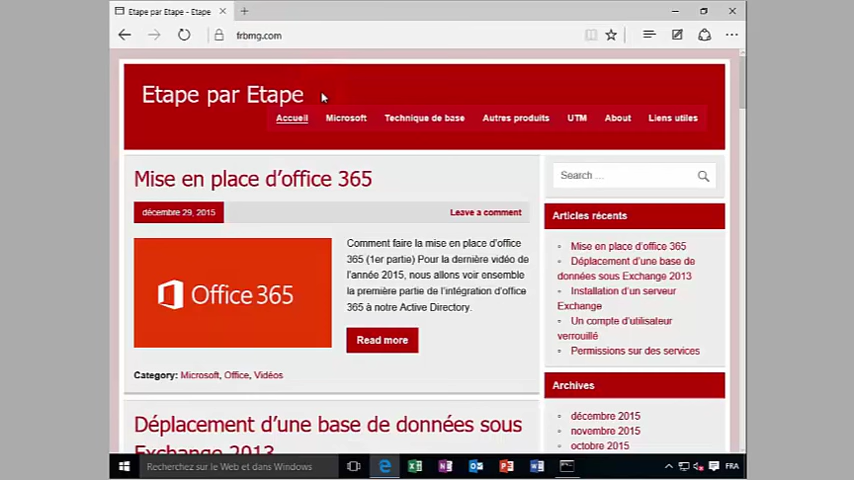 Etape par Etape - Etape
frbmg.com
Etape par Etape
Accueil Microsoft Technique de base Autres produits UTM About Liens utiles
Mise en place d'office 365
décembre 29, 2015 Leave a comment
Office 365
Comment faire la mise en place d'office
365 (1er partie) Pour la dernière vidéo de
l'année 2015, nous allons voir ensemble
la première partie de l'intégration d'office
365 à notre Active Directory.
Read more
Category: Microsoft, Office, Vidéos
Déplacement d'une base de données sous
Exchange 2013
Search ...
Articles récents
Mise en place d'office 365
Déplacement d'une base de
données sous Exchange 2013
Installation d'un serveur
Exchange
Un compte d'utilisateur
verrouillé
Permissions sur des services
Archives
décembre 2015
novembre 2015
octobre 2015
Recherchez sur le Web et dans Windows
FRA